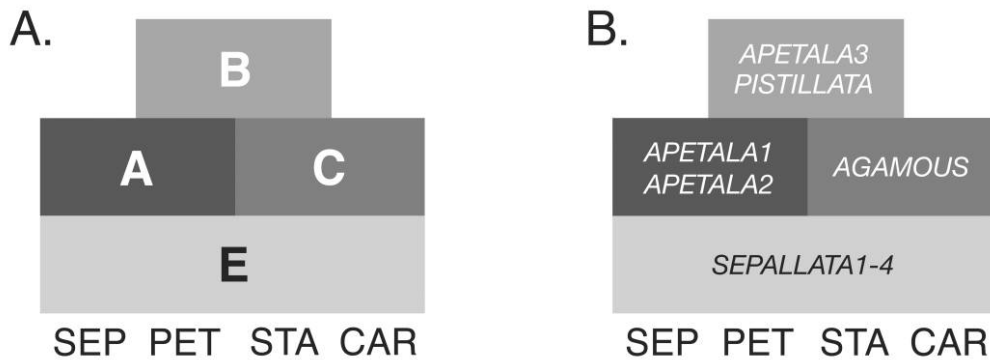 A.
B
A
C
E
SEP PET STA CAR
B.
APETALA3
PISTILLATA
APETALA1
APETALA2
AGAMOUS
SEPALLATA1-4
SEP PET STA CAR